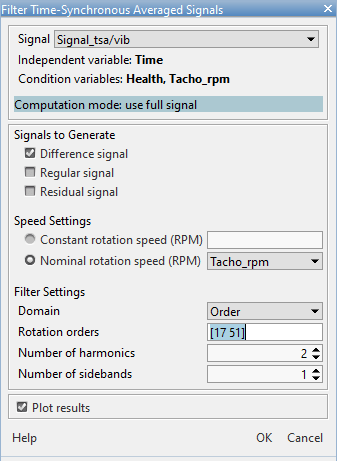 Filter Time-Synchronous Averaged Signals
Signal Signal_tsa/vib
Independent variable: Time
Condition variables: Health, Tacho_rpm
Computation mode: use full signal
Signals to Generate
Difference signal
Regular signal
Residual signal
Speed Settings
Constant rotation speed (RPM)
Nominal rotation speed (RPM) Tacho_rpm
Filter Settings
Domain Order
Rotation orders [17 51]
Number of harmonics 2
Number of sidebands 1
Plot results
Help OK Cancel